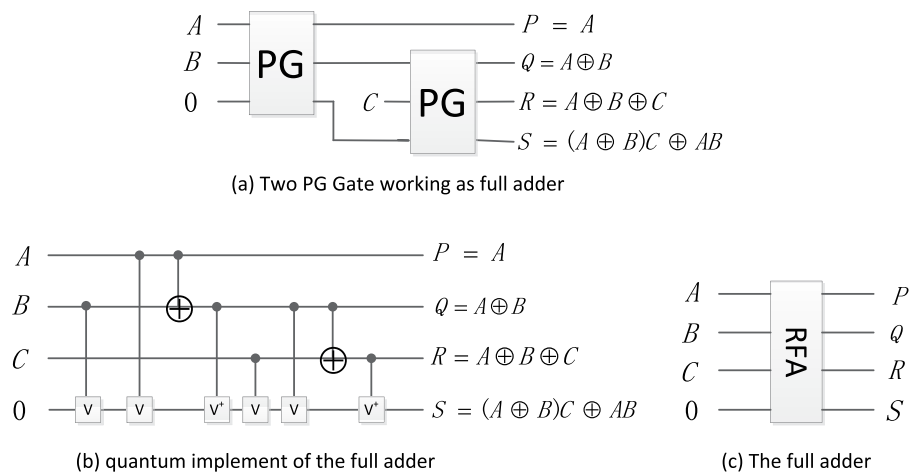 A P = A
B PG Q = A⊕B
0 C PG R = A⊕B⊕C
S = (A ⊕ B)C ⊕ AB
(a) Two PG Gate working as full adder
A P = A
B Q = A⊕B
C R = A⊕B⊕C
0 V V V⁺ V V V⁺ S = (A ⊕ B)C ⊕ AB
(b) quantum implement of the full adder
A P
B Q
C R
0 S
RFA
(c) The full adder